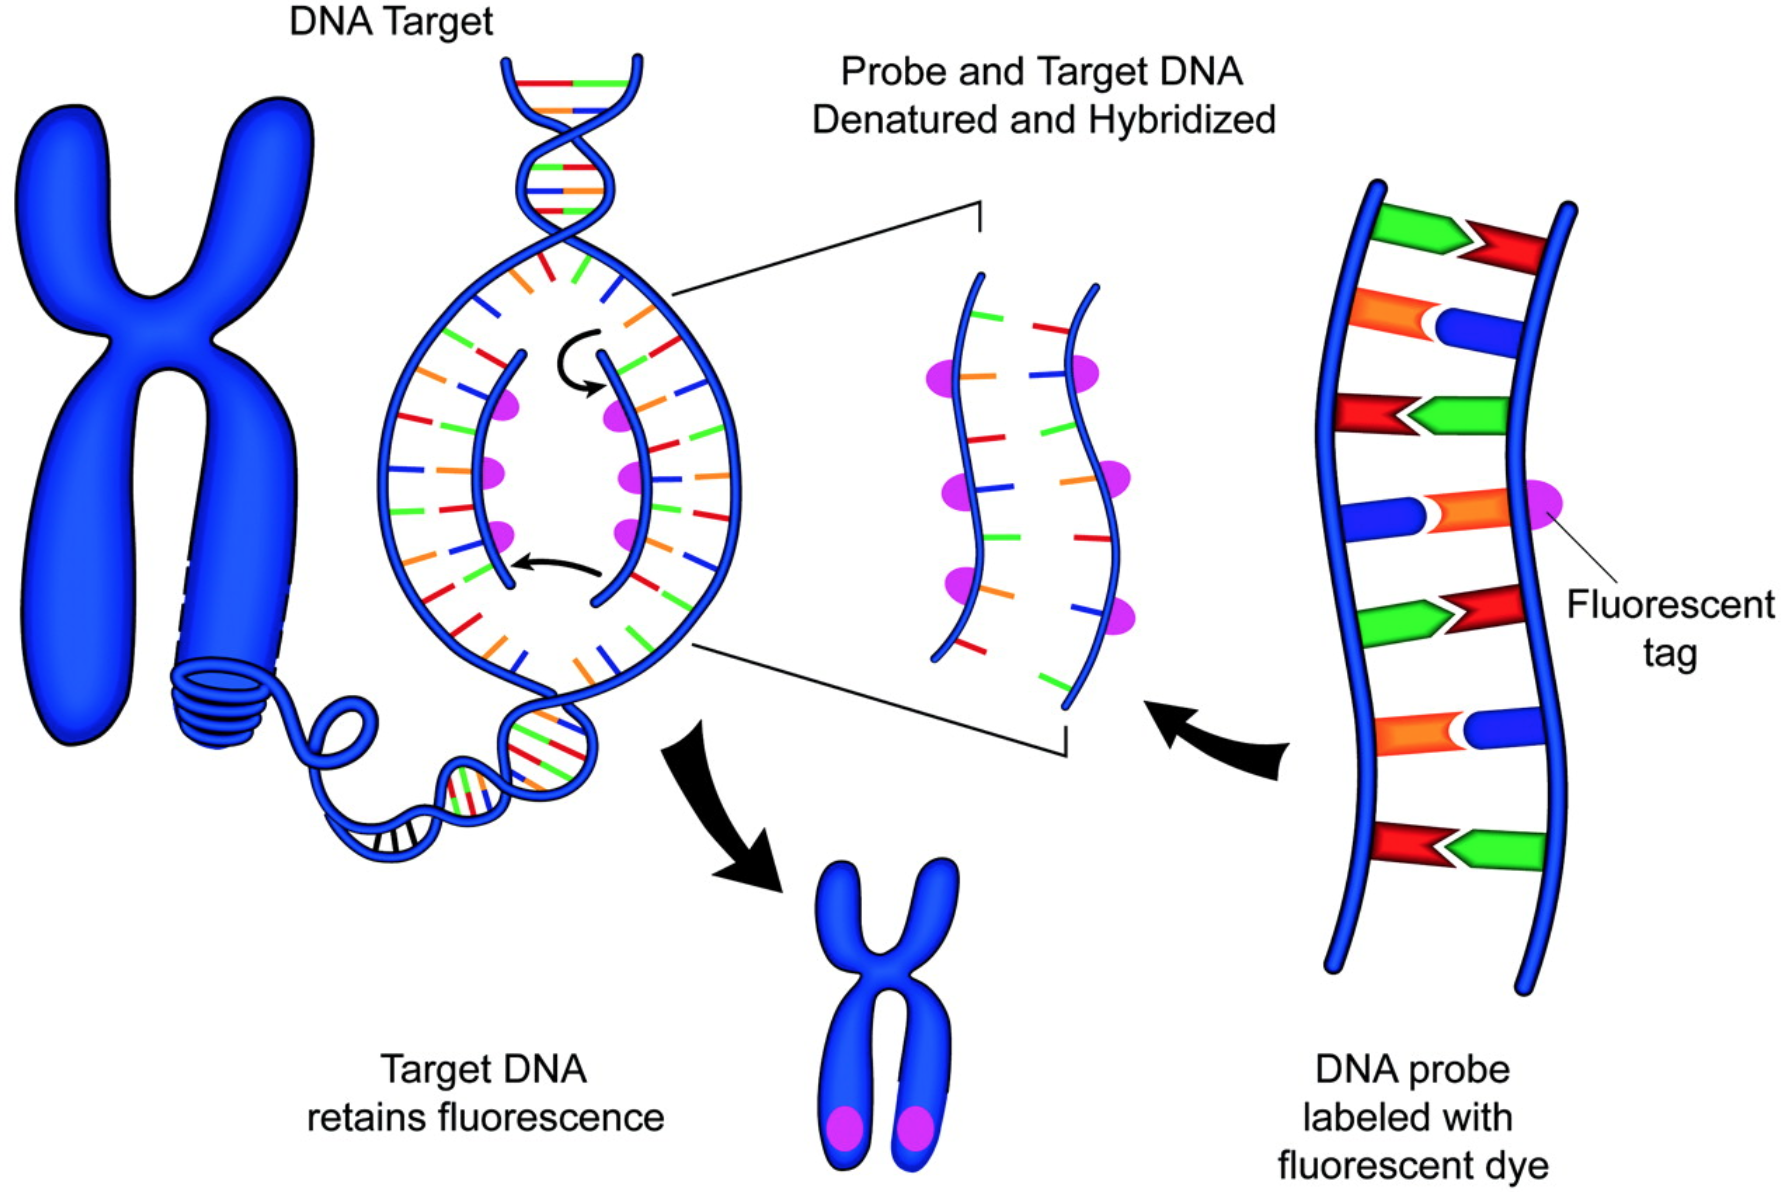 DNA Target
Probe and Target DNA
Denatured and Hybridized
Fluorescent
tag
Target DNA
retains fluorescence
DNA probe
labeled with
fluorescent dye